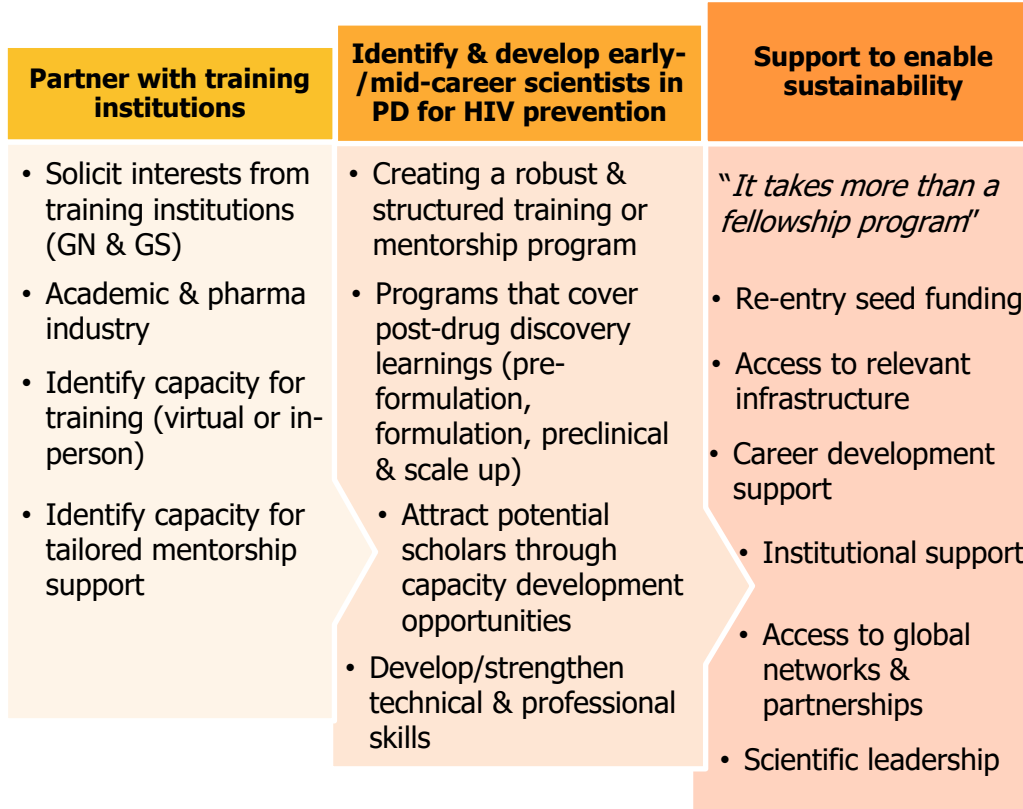 Partner with training
institutions
• Solicit interests from
training institutions
(GN & GS)
• Academic & pharma
industry
• Identify capacity for
training (virtual or in-
person)
• Identify capacity for
tailored mentorship
support
Identify & develop early-
/mid-career scientists in
PD for HIV prevention
• Creating a robust &
structured training or
mentorship program
• Programs that cover
post-drug discovery
learnings (pre-
formulation,
formulation, preclinical
& scale up)
• Attract potential
scholars through
capacity development
opportunities
• Develop/strengthen
technical & professional
skills
Support to enable
sustainability
“It takes more than a
fellowship program”
• Re-entry seed funding
• Access to relevant
infrastructure
• Career development
support
• Institutional support
• Access to global
networks &
partnerships
• Scientific leadership